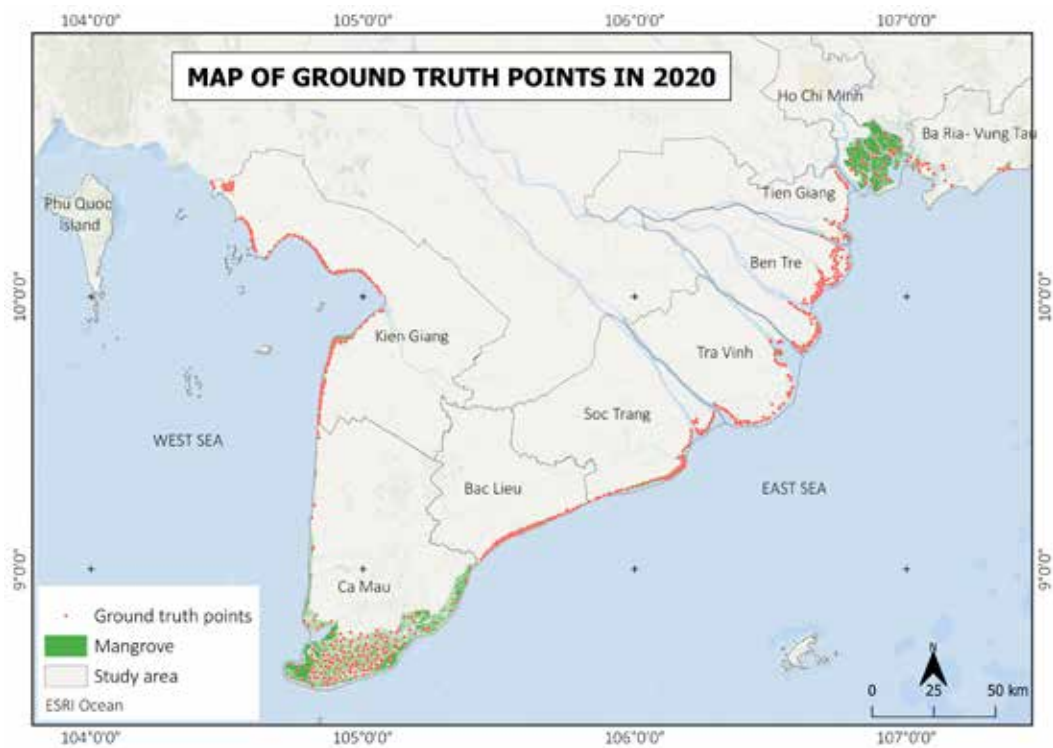 104°0'0" 105°0'0" 106°0'0" 107°0'0"
MAP OF GROUND TRUTH POINTS IN 2020
Ho Chi Minh
Ba Ria- Vung Tau
Phu Quoc
island
Tien Giang
Ben Tre
10°0'0" 10°0'0"
Kien Giang
Tra Vinh
Soc Trang
WEST SEA
Bac Lieu
EAST SEA
9°0'0" 9°0'0"
Ca Mau
Ground truth points
Mangrove
Study area
ESRI Ocean
N
0 25 50 km
104°0'0" 105°0'0" 106°0'0" 107°0'0"